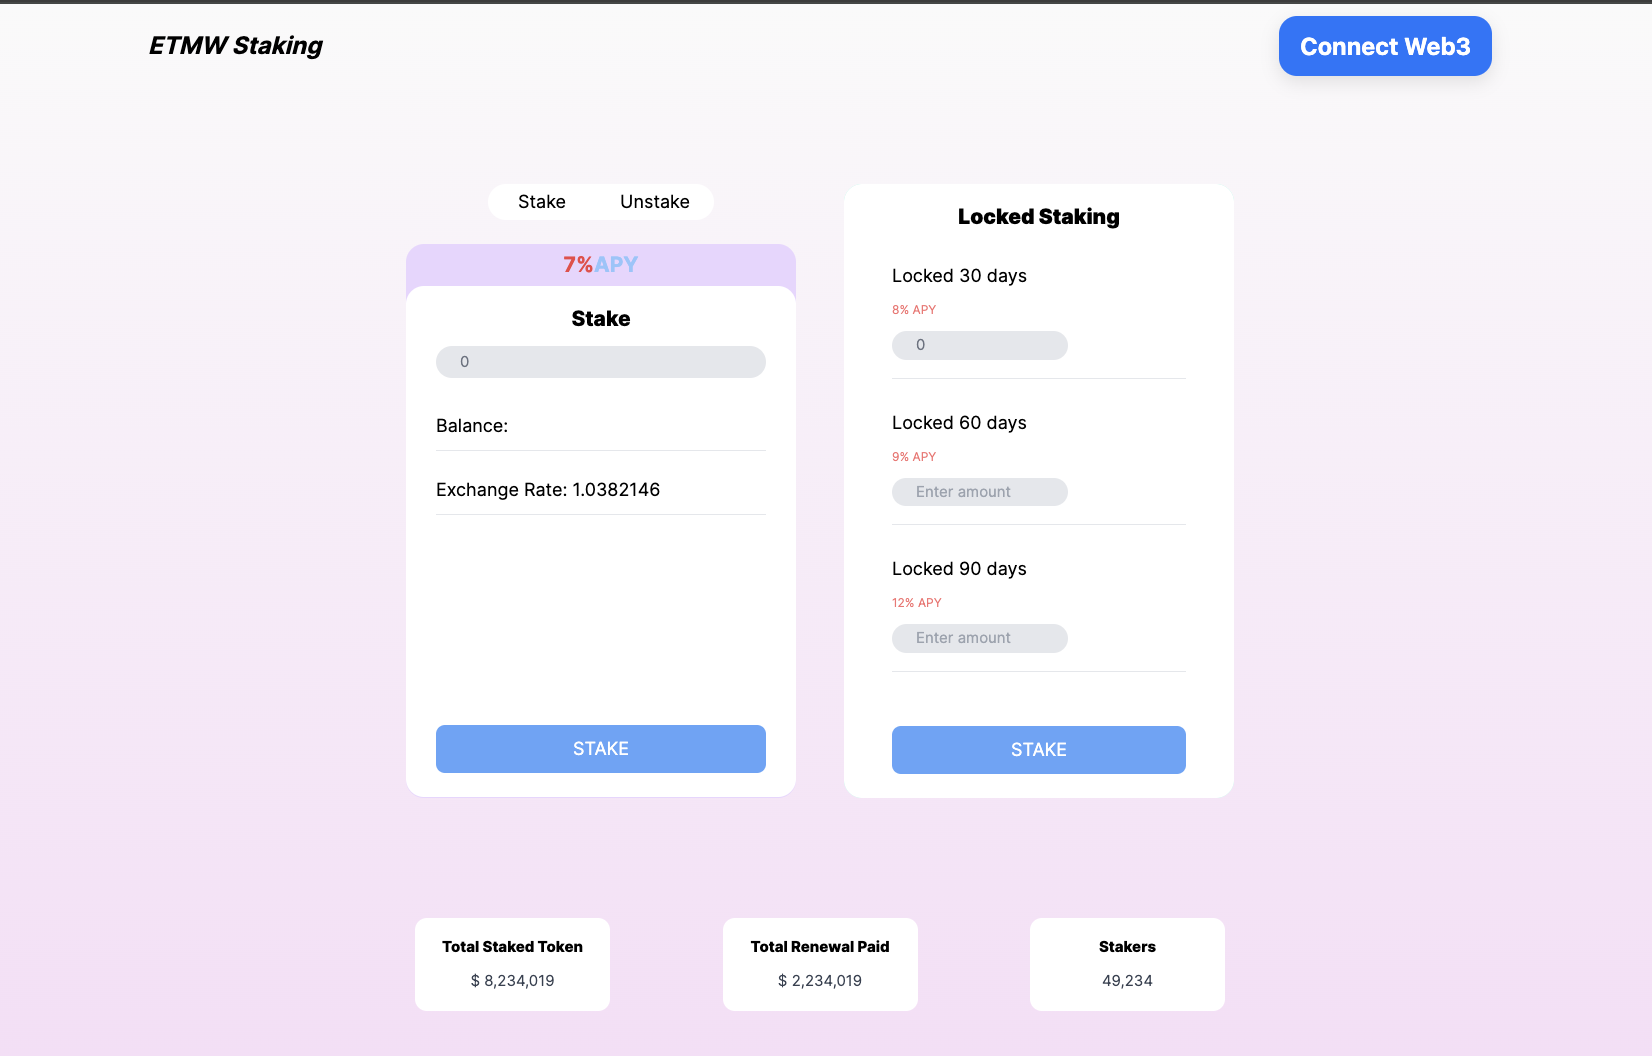 ETMW Staking
Connect Web3
Stake
Unstake
7%APY
Stake
0
Balance:
Exchange Rate: 1.0382146
STAKE
Locked Staking
Locked 30 days
8% APY
0
Locked 60 days
9% APY
Enter amount
Locked 90 days
12% APY
Enter amount
STAKE
Total Staked Token
$ 8,234,019
Total Renewal Paid
$ 2,234,019
Stakers
49,234